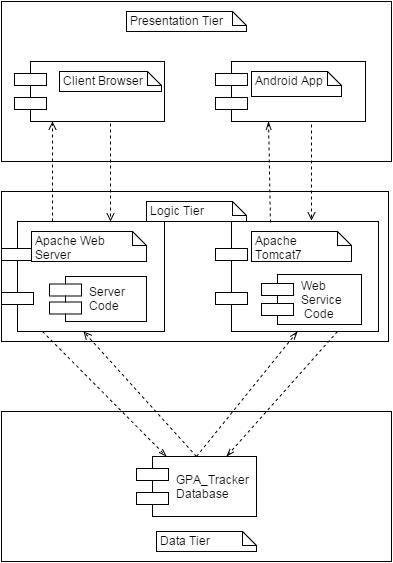 Presentation Tier
Client Browser
Android App
Logic Tier
Apache Web
Server
Server
Code
Apache
Tomcat7
Web
Service
Code
GPA_Tracker
Database
Data Tier